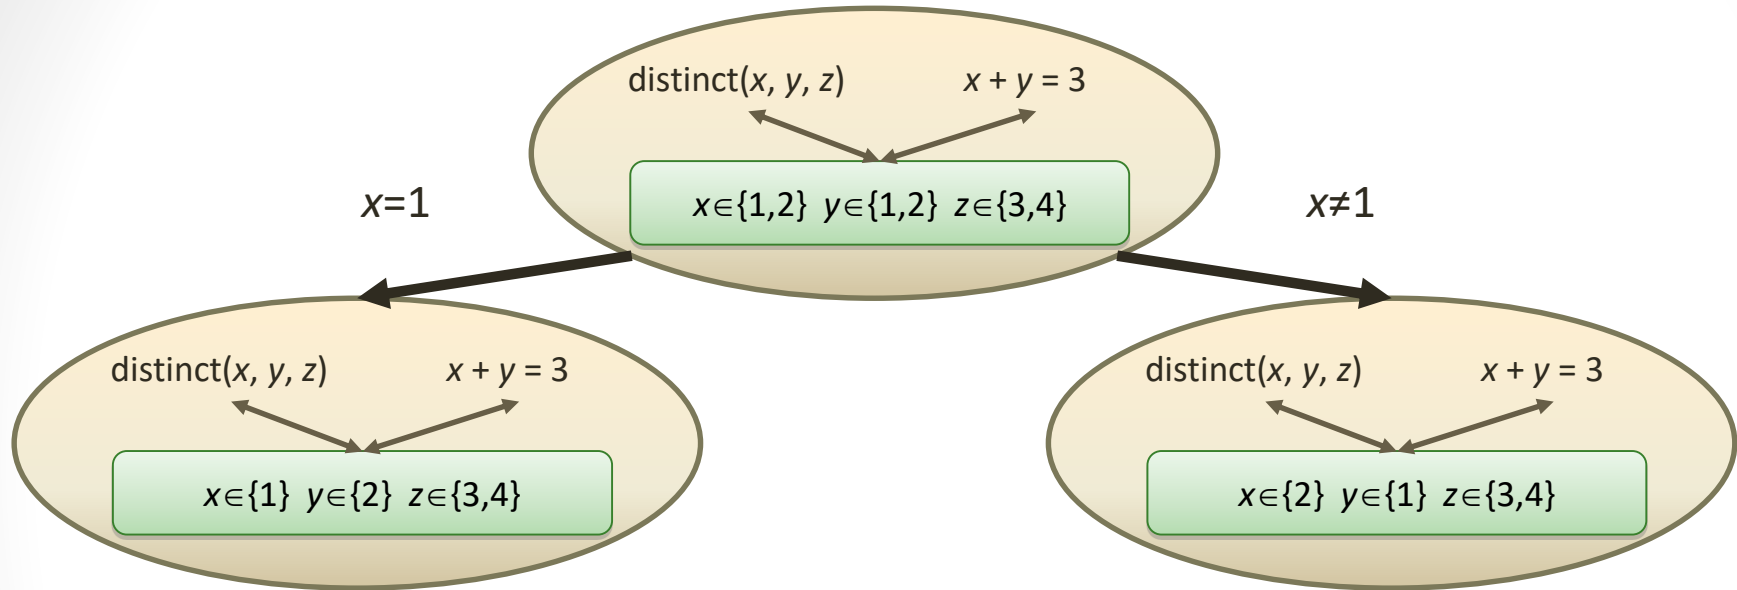 distinct(x, y, z) x + y = 3
x∈{1,2} y∈{1,2} z∈{3,4}
x=1
x≠1
distinct(x, y, z) x + y = 3
x∈{1} y∈{2} z∈{3,4}
distinct(x, y, z) x + y = 3
x∈{2} y∈{1} z∈{3,4}